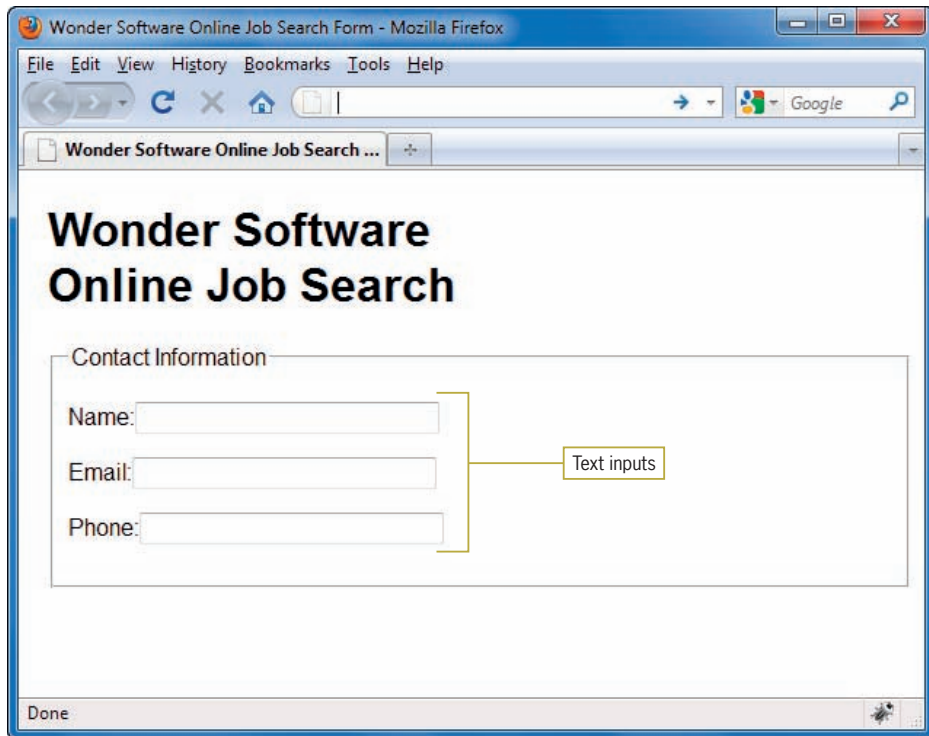 Wonder Software Online Job Search Form - Mozilla Firefox
File Edit View History Bookmarks Tools Help
Google
Wonder Software Online Job Search ...
Wonder Software
Online Job Search
Contact Information
Name:
Text inputs
Email:
Phone:
Done